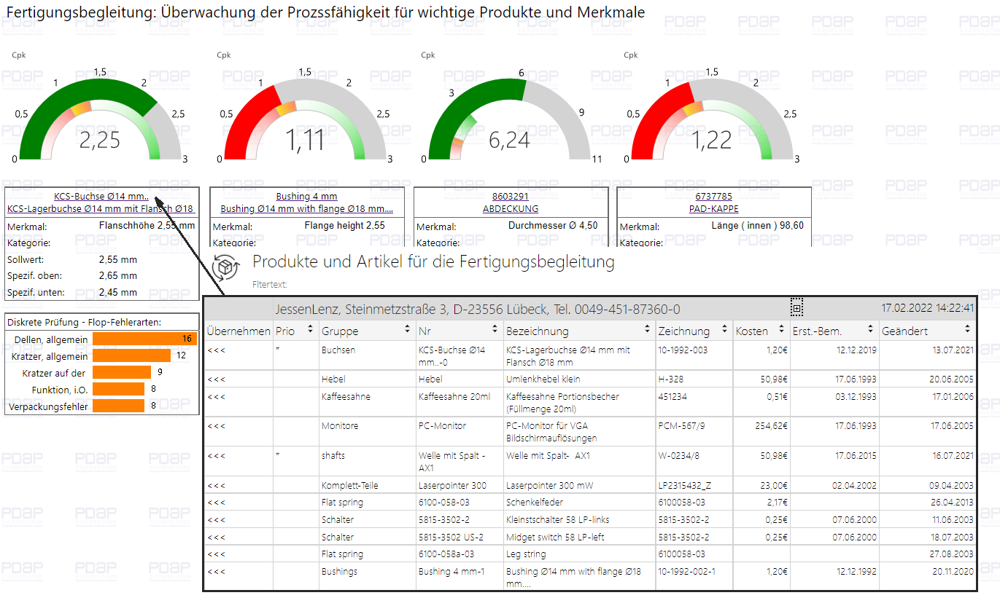 Fertigungsbegleitung: Überwachung der Prozssfähigkeit für wichtige Produkte und Merkmale
Cpk Cpk Cpk Cpk
0 0,5 1 1,5 2 2,5 3
2,25
0 0,5 1 1,5 2 2,5 3
1,11
0 3 6 9 11
6,24
0 0,5 1 1,5 2 2,5 3
1,22
KCS-Buchse Ø14 mm..
KCS-Lagerbuchse Ø14 mm mit Flansch Ø18
Merkmal: Flanschhöhe 2,55 mm
Kategorie:
Sollwert: 2,55 mm
Spezif. oben: 2,65 mm
Spezif. unten: 2,45 mm
Bushing 4 mm
Bushing Ø14 mm with flange Ø18 mm....
Merkmal: Flange height 2,55
Kategorie:
8603291
ABDECKUNG
Merkmal: Durchmesser Ø 4,50
Kategorie:
6737785
PAD-KAPPE
Merkmal: Länge ( innen ) 98,60
Kategorie:
Diskrete Prüfung - Flop-Fehlerarten:
Dellen, allgemein 16
Kratzer, allgemein 12
Kratzer auf der 9
Funktion, i.O. 8
Verpackungsfehler 8
Produkte und Artikel für die Fertigungsbegleitung
Fltertext:
JessenLenz, Steinmetzstraße 3, D-23556 Lübeck, Tel. 0049-451-87360-0 17.02.2022 14:22:41
Übernehmen Prio Gruppe Nr Bezeichnung Zeichnung Kosten Erst.-Bem. Geändert
<<< * Buchsen KCS-Buchse Ø14 KCS-Lagerbuchse Ø14 mm mit 10-1992-003 1,20€ 12.12.2019 13.07.2021
mm..-0 Flansch Ø18 mm
<<< Hebel Hebel Umlenkhebel klein H-328 50,98€ 17.06.1993 20.06.2005
<<< Kaffeesahne Kaffeesahne 20ml Kaffeesahne Portionsbecher 451234 0,51€ 03.12.1993 17.01.2006
(Füllmenge 20ml)
<<< Monitore PC-Monitor PC-Monitor für VGA PCM-567/9 254,62€ 17.06.1993 17.06.2005
Bildschirmauflösungen
<<< * shafts Welle mit Spalt - Welle mit Spalt- AX1 W-0234/8 50,98€ 17.06.2015 16.07.2021
AX1
<<< Komplett-Teile Laserpointer 300 Laserpointer 300 mW LP2315432_Z 23,00€ 02.04.2002 09.04.2003
<<< Flat spring 6100-058-03 Schenkelfeder 6100058-03 2,17€ 26.04.2013
<<< Schalter 5815-3502-2 Kleinstschalter 58 LP-links 5815-3502-2 0,25€ 07.06.2000 11.06.2003
<<< Schalter 5815-3502 US-2 Midget switch 58 LP-left 5815-3502-2 0,25€ 07.06.2000 18.07.2003
<<< Flat spring 6100-058a-03 Leg string 6100058-03 27.08.2003
<<< Bushings Bushing 4 mm-1 Bushing Ø14 mm with flange Ø18 10-1992-002-1 1,20€ 12.12.1992 20.11.2020
mm....